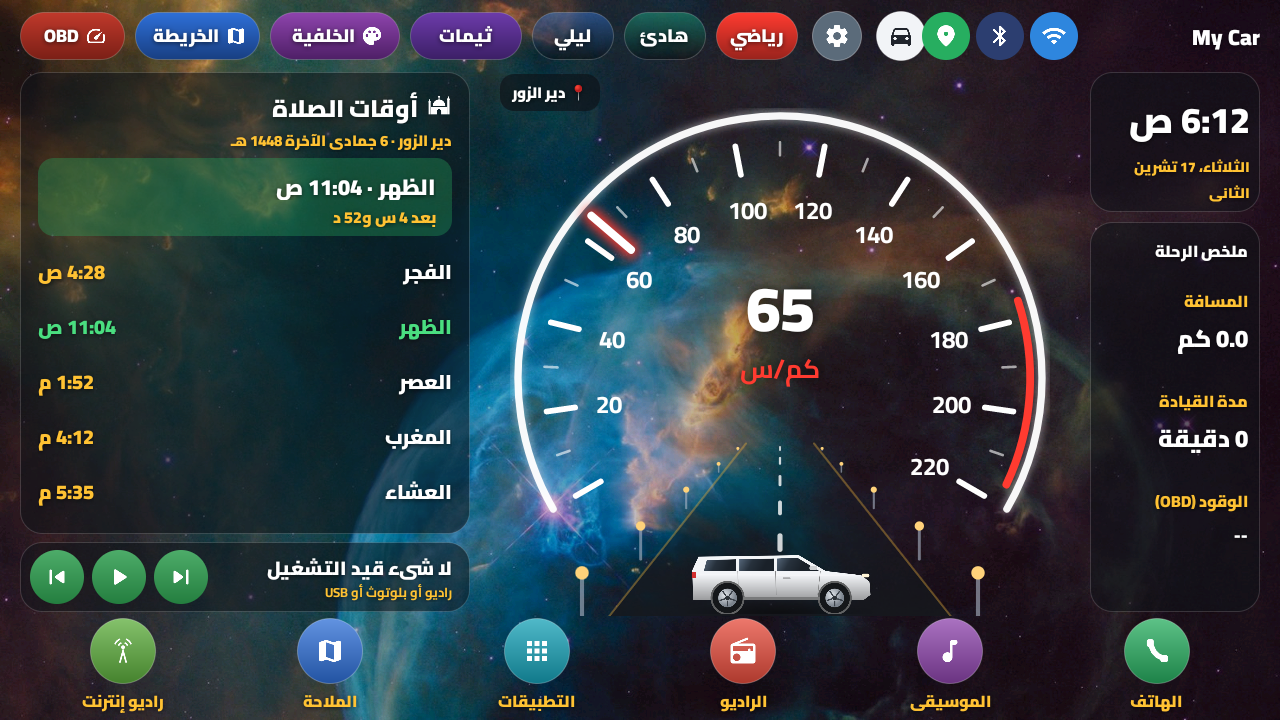 My Car
رياضي
هادئ
ليلي
ثيمات
الخلفية
الخريطة
OBD
6:12 ص
الثلاثاء، 17 تشرين
الثاني
ملخص الرحلة
المسافة
0.0 كم
مدة القيادة
0 دقيقة
الوقود (OBD)
--
دير الزور
20
40
60
80
100
120
140
160
180
200
220
65
كم/س
أوقات الصلاة
دير الزور · 6 جمادى الآخرة 1448 هـ
الظهر · 11:04 ص
بعد 4 س و52 د
الفجر 4:28 ص
الظهر 11:04 ص
العصر 1:52 م
المغرب 4:12 م
العشاء 5:35 م
لا شيء قيد التشغيل
راديو أو بلوتوث أو USB
الهاتف
الموسيقى
الراديو
التطبيقات
الملاحة
راديو إنترنت